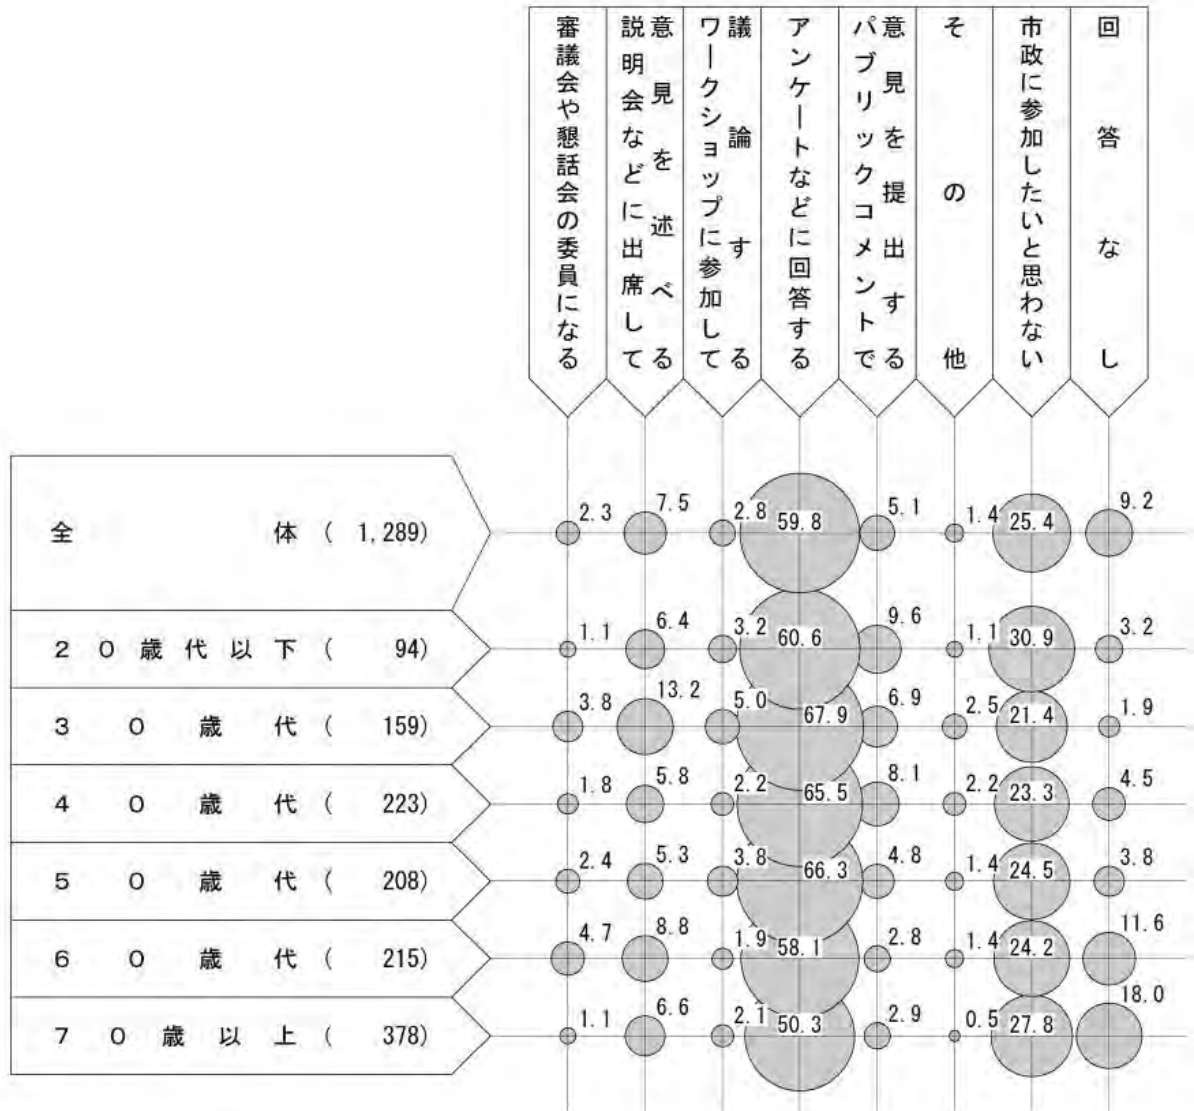 審議会や懇話会の委員になる
説明会などに出席して
意見を述べる
ワークショップに参加して
議論する
アンケートなどに回答する
パブリックコメントで
意見を提出する
その他
市政に参加したいと思わない
回答なし
全体(1,289) 2.3 7.5 2.8 59.8 5.1 1.4 25.4 9.2
20歳代以下(94) 1.1 6.4 3.2 60.6 9.6 1.1 30.9 3.2
30歳代(159) 3.8 13.2 5.0 67.9 6.9 2.5 21.4 1.9
40歳代(223) 1.8 5.8 2.2 65.5 8.1 2.2 23.3 4.5
50歳代(208) 2.4 5.3 3.8 66.3 4.8 1.4 24.5 3.8
60歳代(215) 4.7 8.8 1.9 58.1 2.8 1.4 24.2 11.6
70歳以上(378) 1.1 6.6 2.1 50.3 2.9 0.5 27.8 18.0